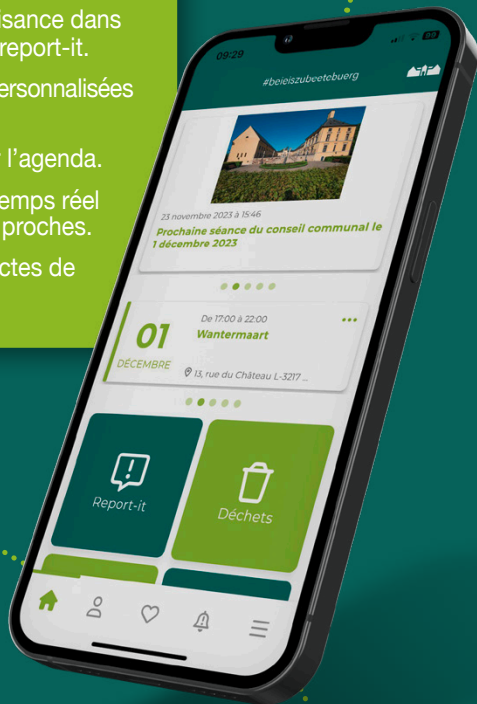 isance dans
report-it.
ersonnalisées
l'agenda.
emps réel
proches.
ctes de
09:29
#beieiszubeetebuerg
23 novembre 2023 à 15:46
Prochaine séance du conseil communal le
1 décembre 2023
De 17:00 à 22:00
01
Wantermaart
DÉCEMBRE
13, rue du Château L-3217 ...
Report-it
Déchets